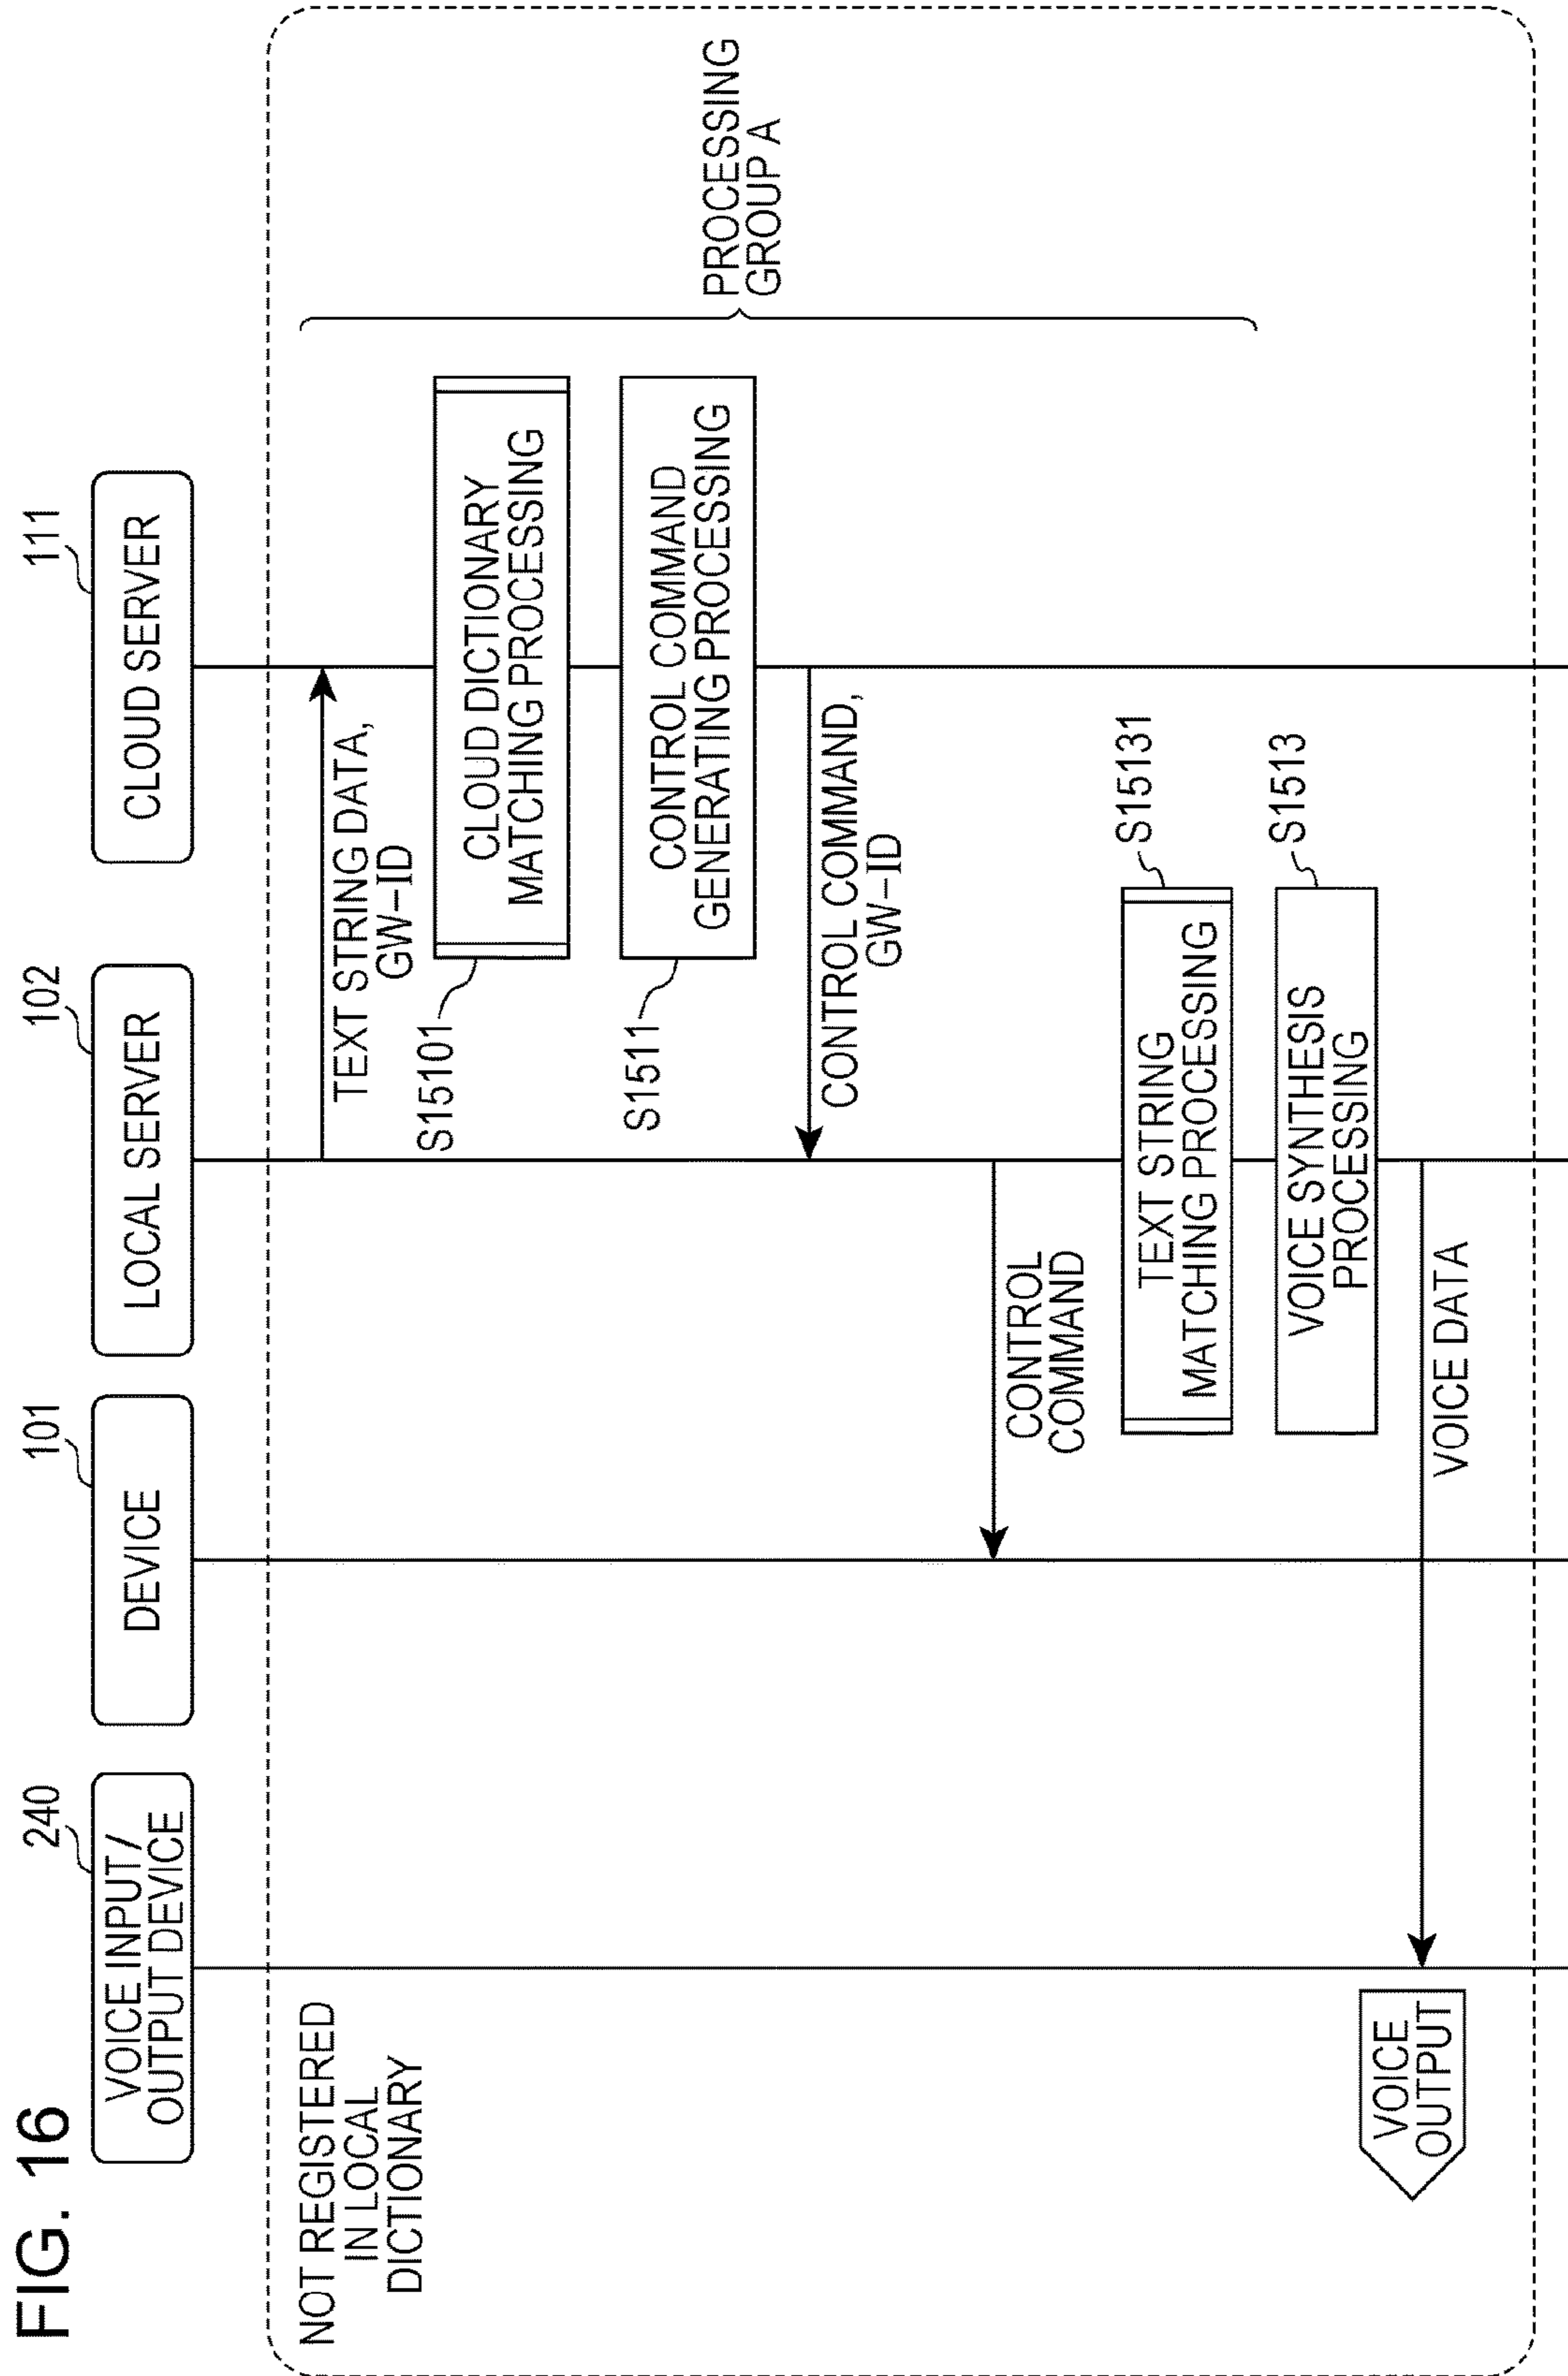 FIG. 16
240
VOICE INPUT/
OUTPUT DEVICE
101
DEVICE
102
LOCAL SERVER
111
CLOUD SERVER
NOT REGISTERED
IN LOCAL
DICTIONARY
TEXT STRING DATA,
GW-ID
S15101
CLOUD DICTIONARY
MATCHING PROCESSING
S1511
CONTROL COMMAND
GENERATING PROCESSING
PROCESSING
GROUP A
CONTROL COMMAND,
GW-ID
CONTROL
COMMAND
TEXT STRING
MATCHING PROCESSING
S15131
VOICE SYNTHESIS
PROCESSING
S1513
VOICE DATA
VOICE
OUTPUT